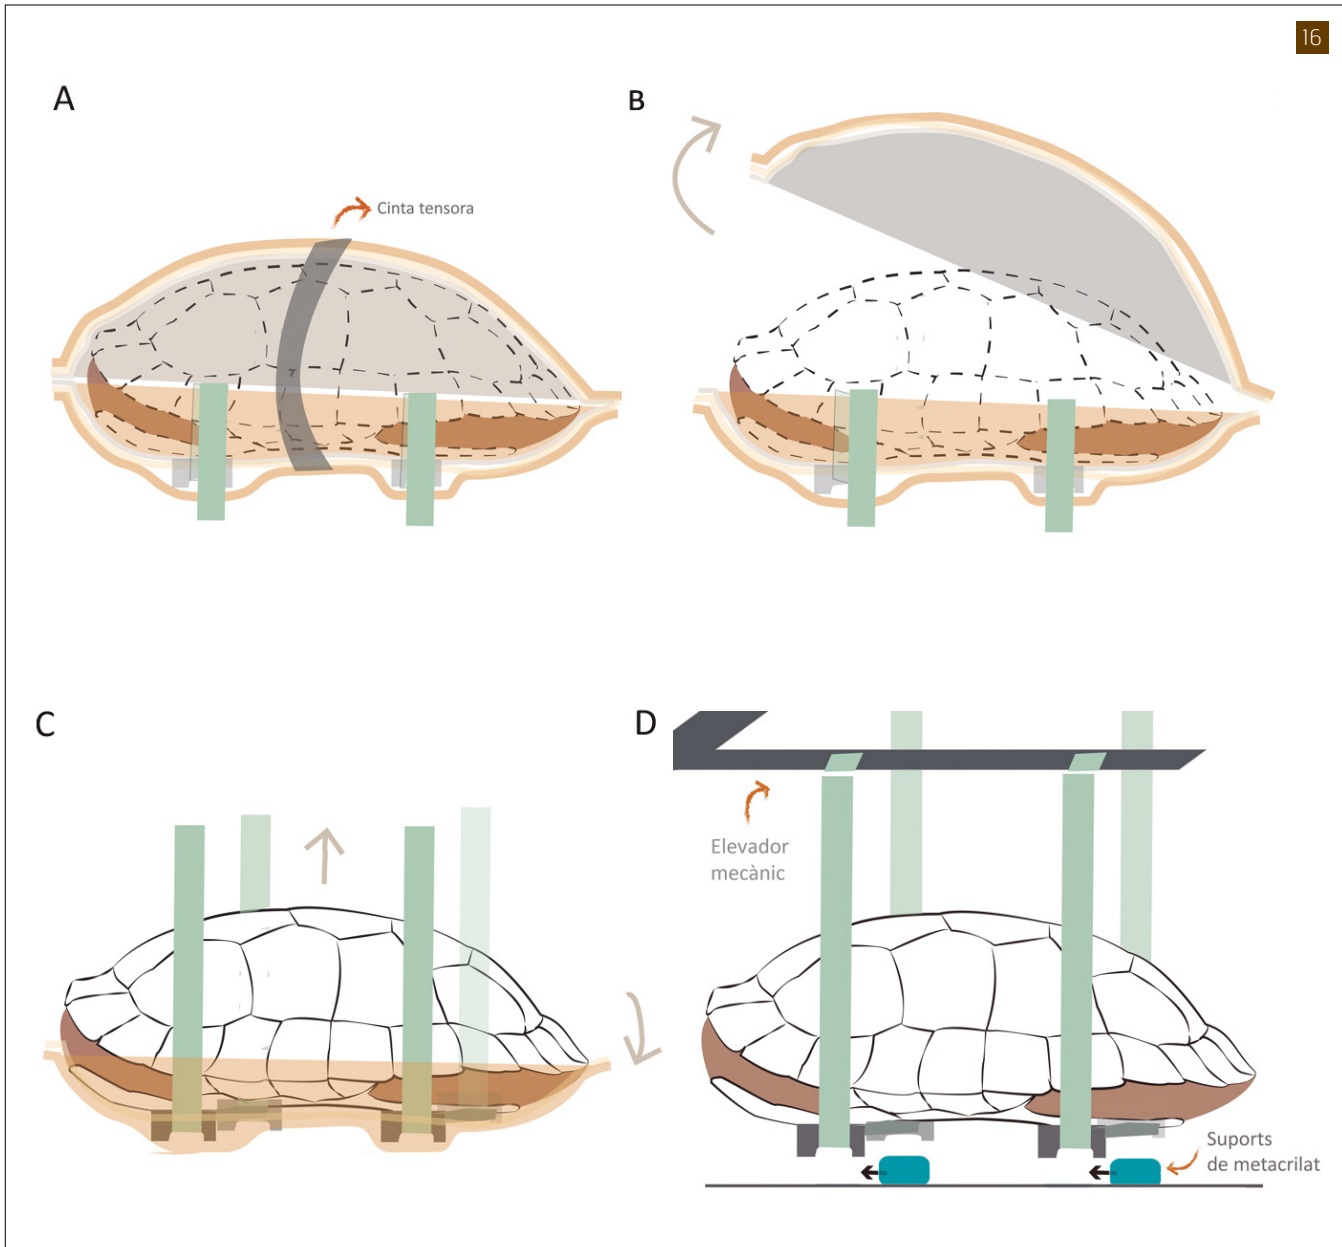 16
A
B
Cinta tensora
C
D
Elevador
mecànic
Suports
de metacrilat